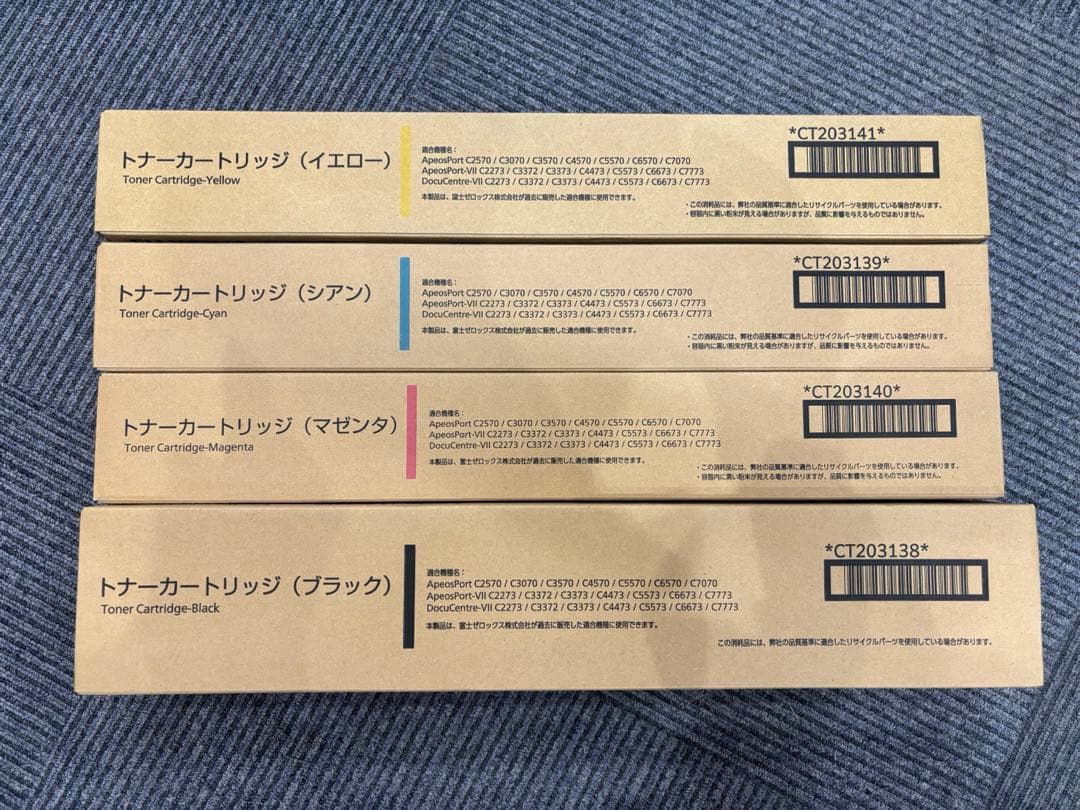 トナーカートリッジ（イエロー）
Toner Cartridge-Yellow
適合機種名：
ApeosPort C2570 / C3070 / C3570 / C4570 / C5570 / C6570 / C7070
ApeosPort-VII C2273 / C3372 / C3373 / C4473 / C5573 / C6673 / C7773
DocuCentre-VII C2273 / C3372 / C3373 / C4473 / C5573 / C6673 / C7773
本製品は、富士ゼロックス株式会社が過去に販売した適合機種に使用できます。
*CT203141*
・この消耗品には、弊社の品質基準に適合したリサイクルパーツを使用している場合があります。
・容器内に黒い粉末が見える場合がありますが、品質に影響を与えるものではありません。
トナーカートリッジ（シアン）
Toner Cartridge-Cyan
適合機種名：
ApeosPort C2570 / C3070 / C3570 / C4570 / C5570 / C6570 / C7070
ApeosPort-VII C2273 / C3372 / C3373 / C4473 / C5573 / C6673 / C7773
DocuCentre-VII C2273 / C3372 / C3373 / C4473 / C5573 / C6673 / C7773
本製品は、富士ゼロックス株式会社が過去に販売した適合機種に使用できます。
*CT203139*
・この消耗品には、弊社の品質基準に適合したリサイクルパーツを使用している場合があります。
・容器内に黒い粉末が見える場合がありますが、品質に影響を与えるものではありません。
トナーカートリッジ（マゼンタ）
Toner Cartridge-Magenta
適合機種名：
ApeosPort C2570 / C3070 / C3570 / C4570 / C5570 / C6570 / C7070
ApeosPort-VII C2273 / C3372 / C3373 / C4473 / C5573 / C6673 / C7773
DocuCentre-VII C2273 / C3372 / C3373 / C4473 / C5573 / C6673 / C7773
本製品は、富士ゼロックス株式会社が過去に販売した適合機種に使用できます。
*CT203140*
・この消耗品には、弊社の品質基準に適合したリサイクルパーツを使用している場合があります。
・容器内に黒い粉末が見える場合がありますが、品質に影響を与えるものではありません。
トナーカートリッジ（ブラック）
Toner Cartridge-Black
適合機種名：
ApeosPort C2570 / C3070 / C3570 / C4570 / C5570 / C6570 / C7070
ApeosPort-VII C2273 / C3372 / C3373 / C4473 / C5573 / C6673 / C7773
DocuCentre-VII C2273 / C3372 / C3373 / C4473 / C5573 / C6673 / C7773
本製品は、富士ゼロックス株式会社が過去に販売した適合機種に使用できます。
*CT203138*
この消耗品には、弊社の品質基準に適合したリサイクルパーツを使用している場合があります。